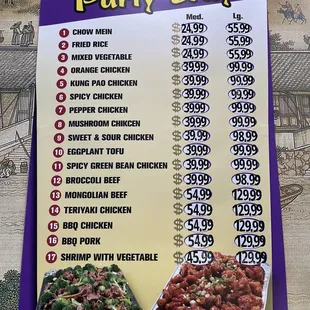 Party
Med. Lg.
1 CHOW MEIN $24.99 55.99
2 FRIED RICE $24.99 55.99
3 MIXED VEGETABLE $24.99 55.99
4 ORANGE CHICKEN $39.99 99.99
5 KUNG PAO CHICKEN $39.99 99.99
6 SPICY CHICKEN $39.99 99.99
7 PEPPER CHICKEN $39.99 99.99
8 MUSHROOM CHIKCEN $39.99 99.99
9 SWEET & SOUR CHICKEN $39.99 98.99
10 EGGPLANT TOFU $39.99 99.99
11 SPICY GREEN BEAN CHICKEN $39.99 99.99
12 BROCCOLI BEEF $39.99 98.99
13 MONGOLIAN BEEF $54.99 129.99
14 TERIYAKI CHICKEN $54.99 129.99
15 BBQ CHICKEN $54.99 129.99
16 BBQ PORK $54.99 129.99
17 SHRIMP WITH VEGETABLE $45.99 129.99